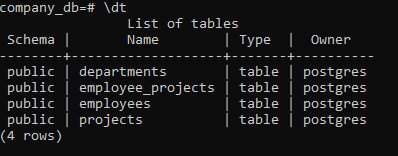 company_db=# \dt
List of tables
Schema | Name | Type | Owner
--------+-------------------+-------+----------
public | departments | table | postgres
public | employee_projects | table | postgres
public | employees | table | postgres
public | projects | table | postgres
(4 rows)